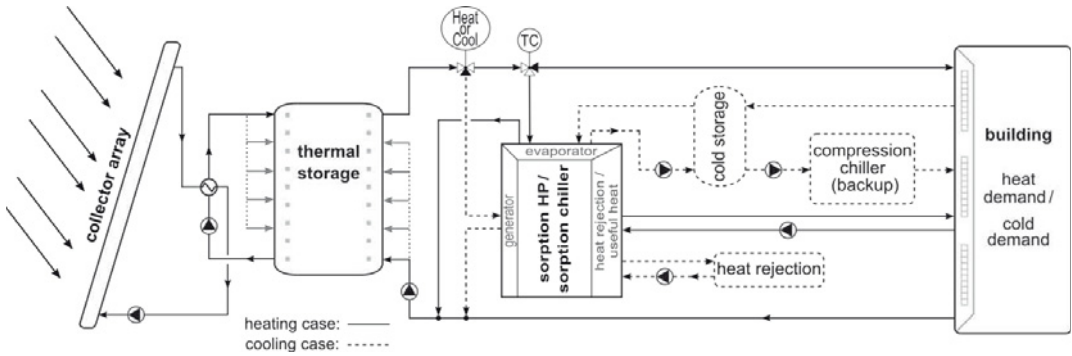 Heat
or
Cool
TC
collector array
thermal
storage
evaporator
generator
sorption HP/
sorption chiller
heat rejection /
useful heat
cold storage
compression
chiller
(backup)
heat rejection
building
heat
demand /
cold
demand
heating case:
cooling case: